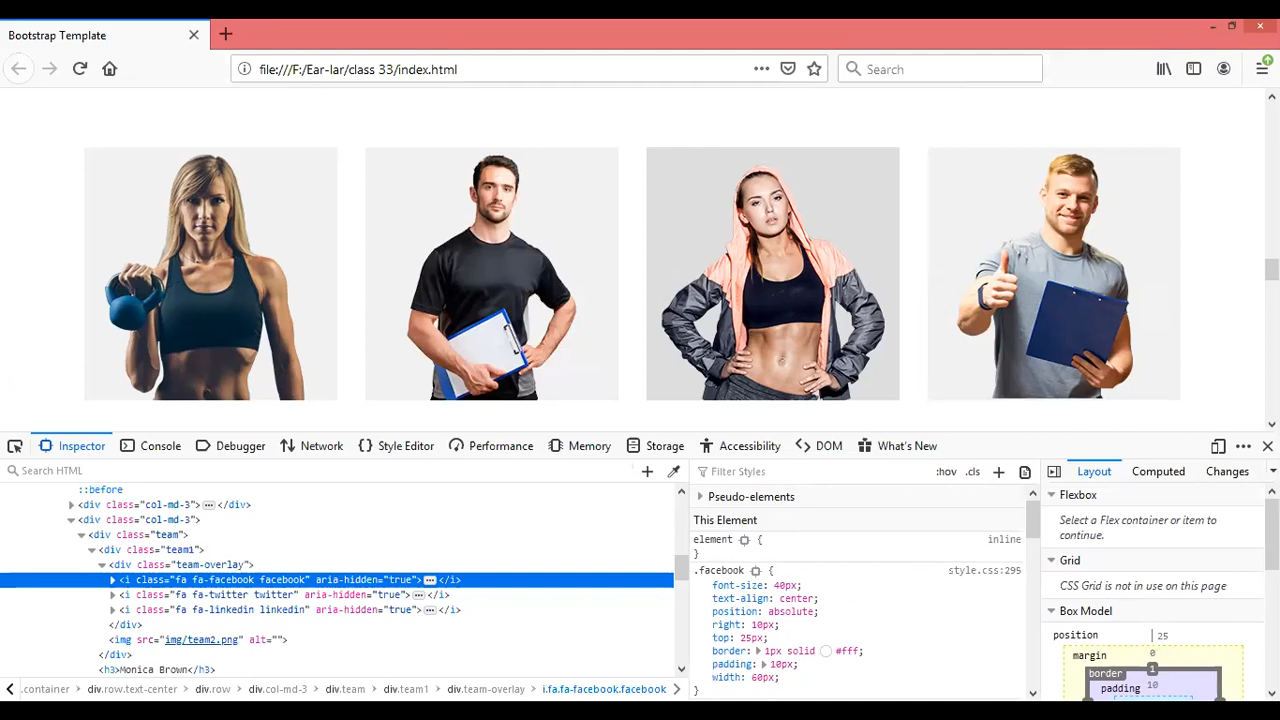 Bootstrap Template
file:///F:/Ear-lar/class 33/index.html
Search
Inspector Console Debugger Network Style Editor Performance Memory Storage Accessibility DOM What's New
Search HTML
::before
<div class="col-md-3"> </div>
<div class="col-md-3">
<div class="team">
<div class="team1">
<div class="team-overlay">
<i class="fa fa-facebook facebook" aria-hidden="true"> </i>
<i class="fa fa-twitter twitter" aria-hidden="true"> </i>
<i class="fa fa-linkedin linkedin" aria-hidden="true"> </i>
</div>
<img src="img/team2.png" alt="">
</div>
<h3>Monica Brown</h3>
.container div.row.text-center div.row div.col-md-3 div.team div.team1 div.team-overlay i.fa.fa-facebook.facebook
Filter Styles :hov .cls
Pseudo-elements
This Element
element { inline
}
.facebook { style.css:295
font-size: 40px;
text-align: center;
position: absolute;
right: 10px;
top: 25px;
border: 1px solid #fff;
padding: 10px;
width: 60px;
}
Layout Computed Changes
Flexbox
Select a Flex container or item to
continue.
Grid
CSS Grid is not in use on this page
Box Model
position 25
margin 0
border 1
padding 10